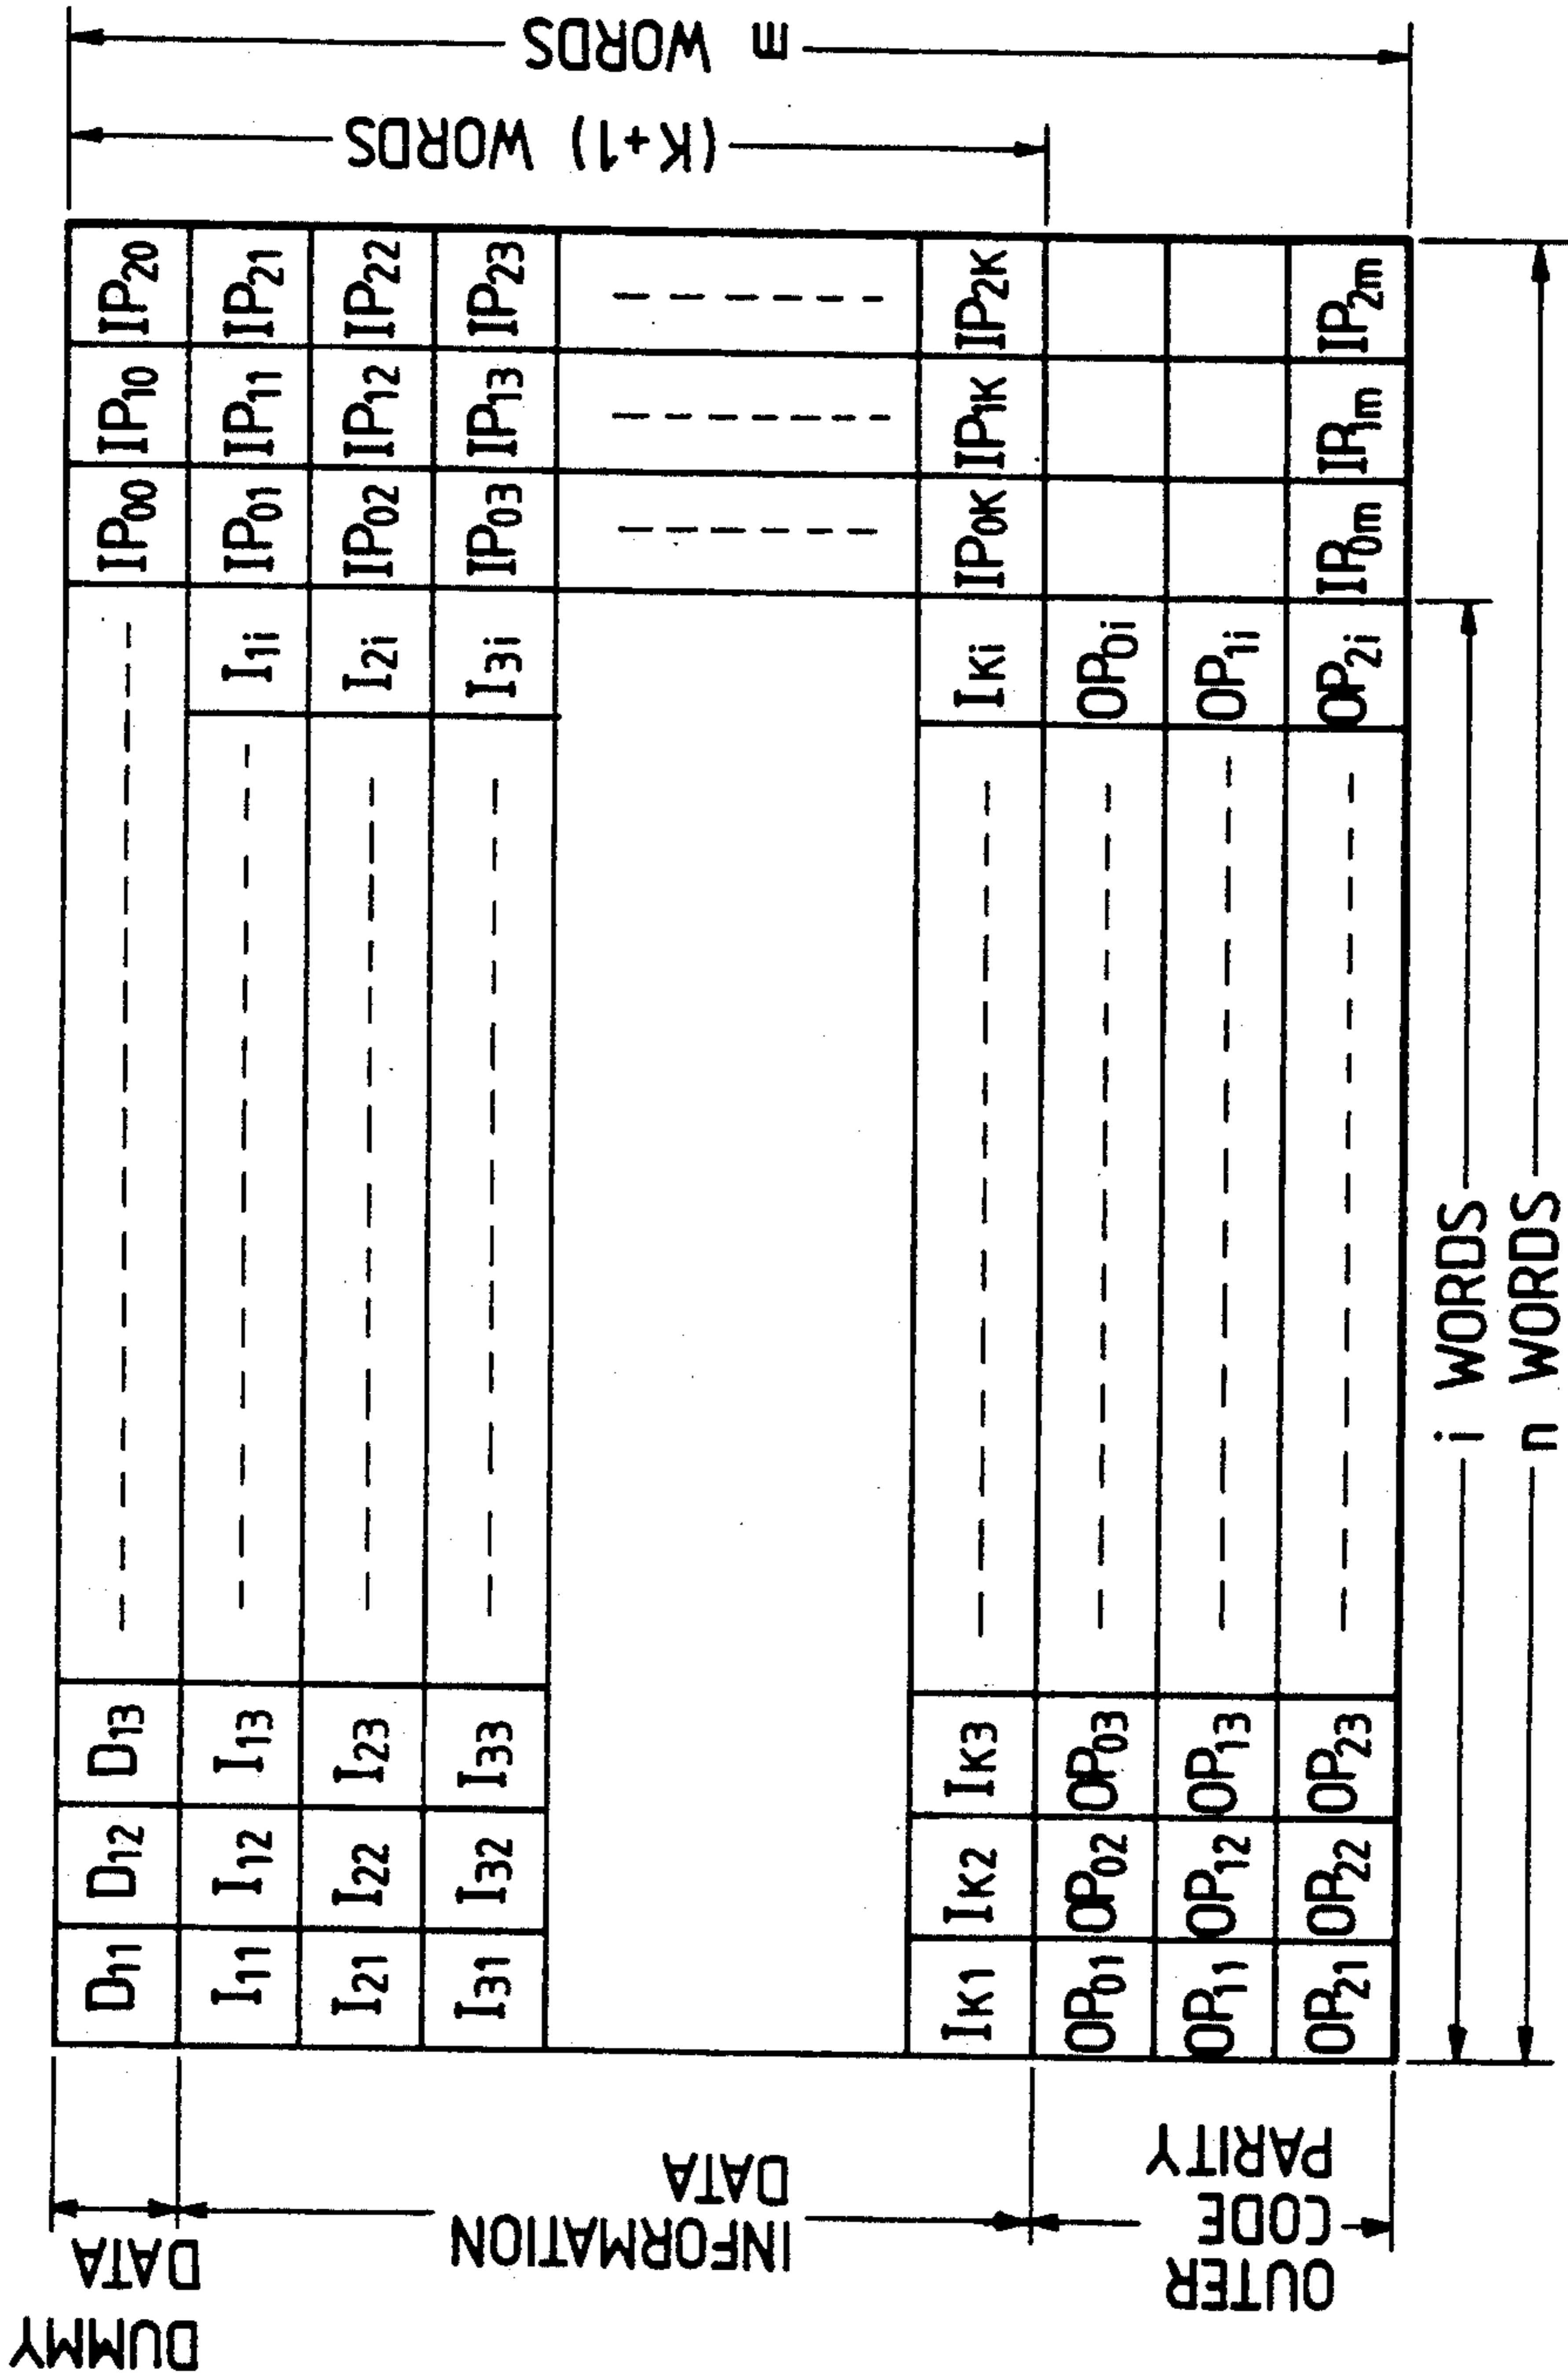 DUMMY DATA
D11 D12 D13 IP00 IP10 IP20
INFORMATION DATA
I11 I12 I13 I1i IP01 IP11 IP21
I21 I22 I23 I2i IP02 IP12 IP22
I31 I32 I33 I3i IP03 IP13 IP23
IK1 IK2 IK3 IKi IP0K IP1K IP2K
OUTER CODE PARITY
OP01 OP02 OP03 OP0i
OP11 OP12 OP13 OP1i
OP21 OP22 OP23 OP2i IP0m IR1m IP2m
(K+1) WORDS
m WORDS
i WORDS
n WORDS